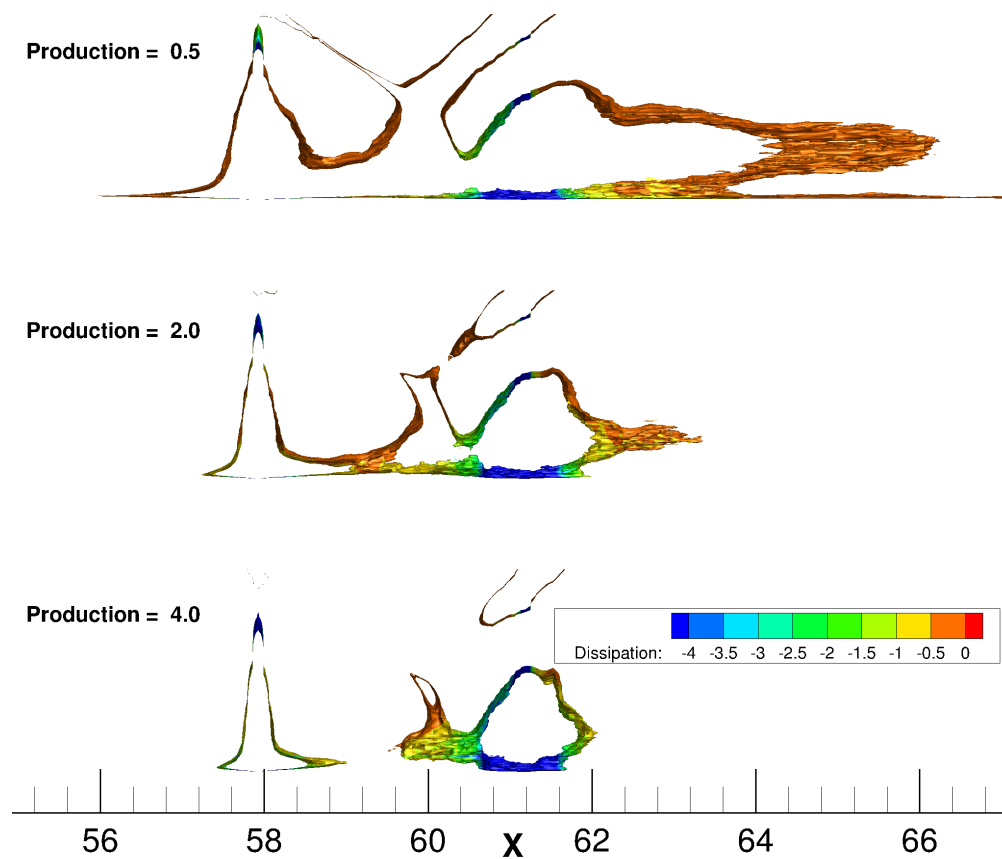 Production = 0.5
Production = 2.0
Production = 4.0
Dissipation: -4 -3.5 -3 -2.5 -2 -1.5 -1 -0.5 0
56 58 60 62 64 66
X